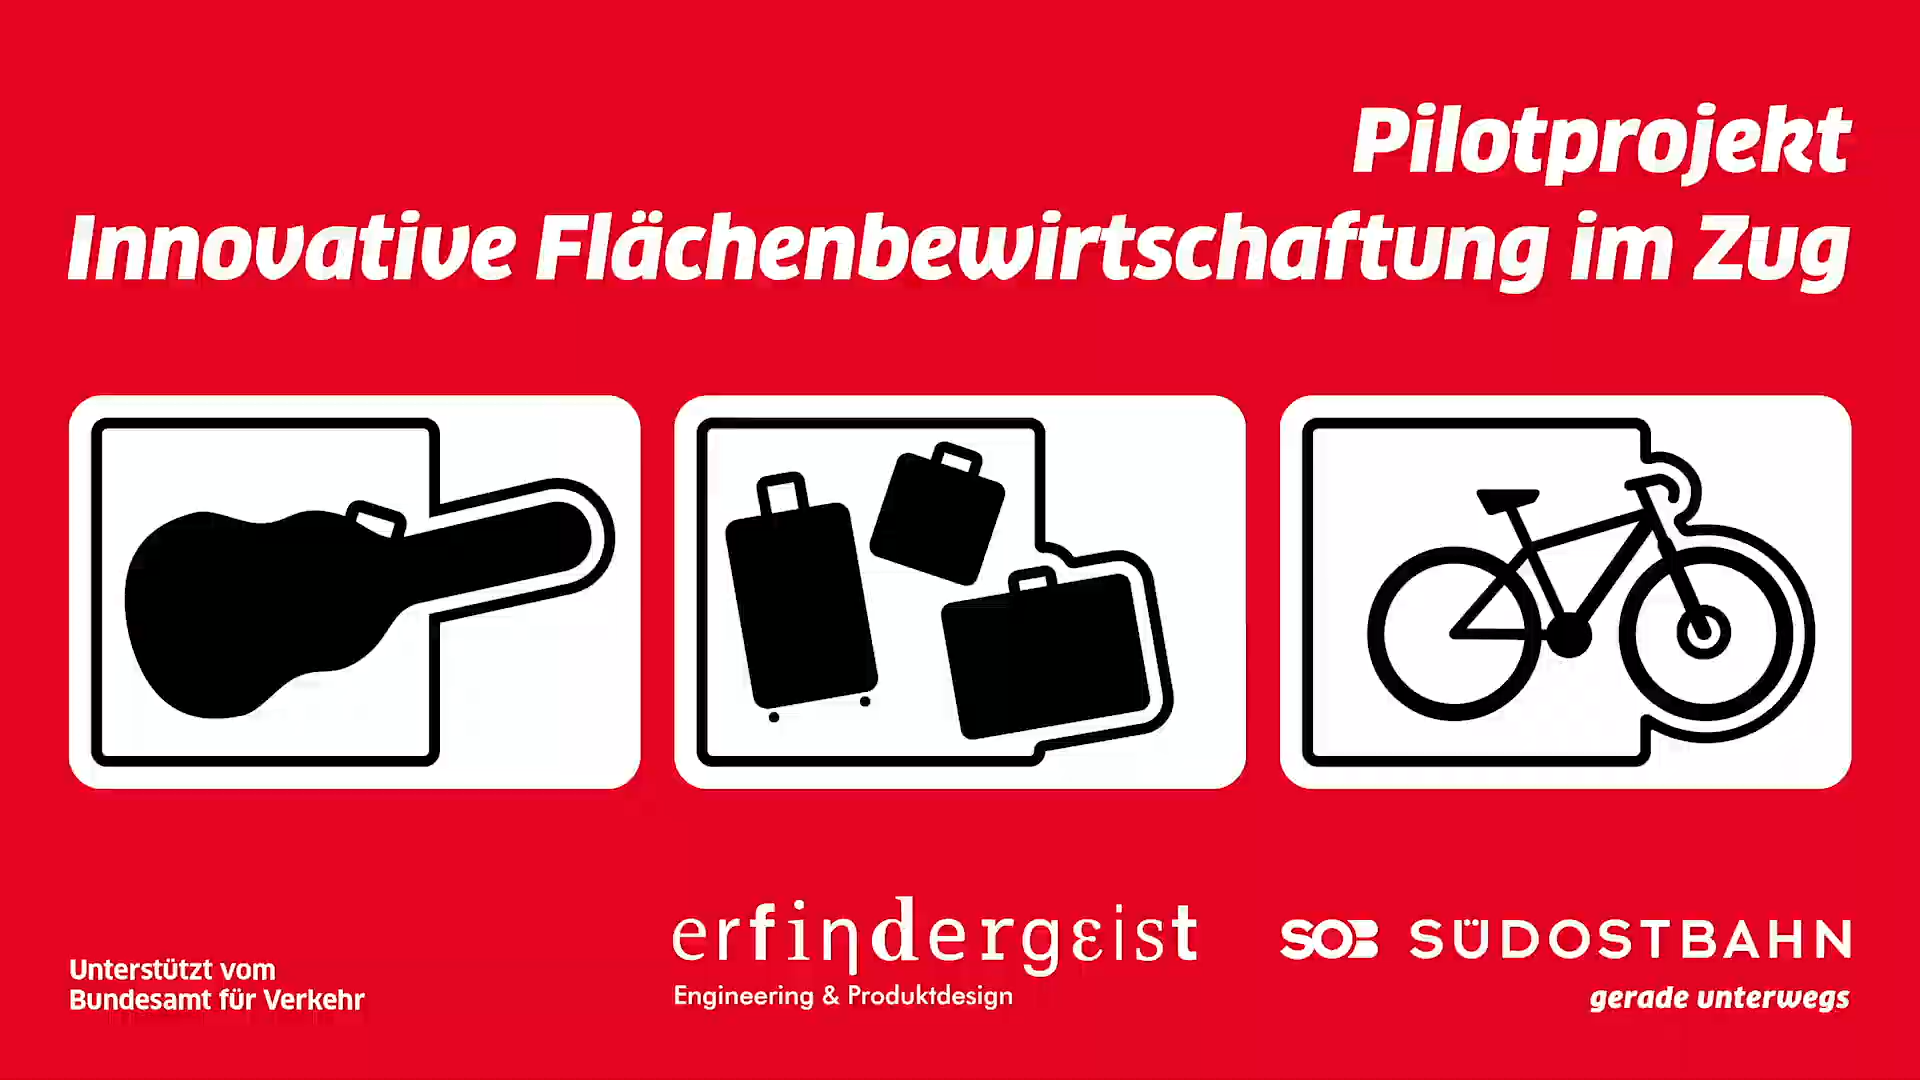 Pilotprojekt
Innovative Flächenbewirtschaftung im Zug
Unterstützt vom
Bundesamt für Verkehr
erfindergeist
Engineering & Produktdesign
SOB SÜDOSTBAHN
gerade unterwegs